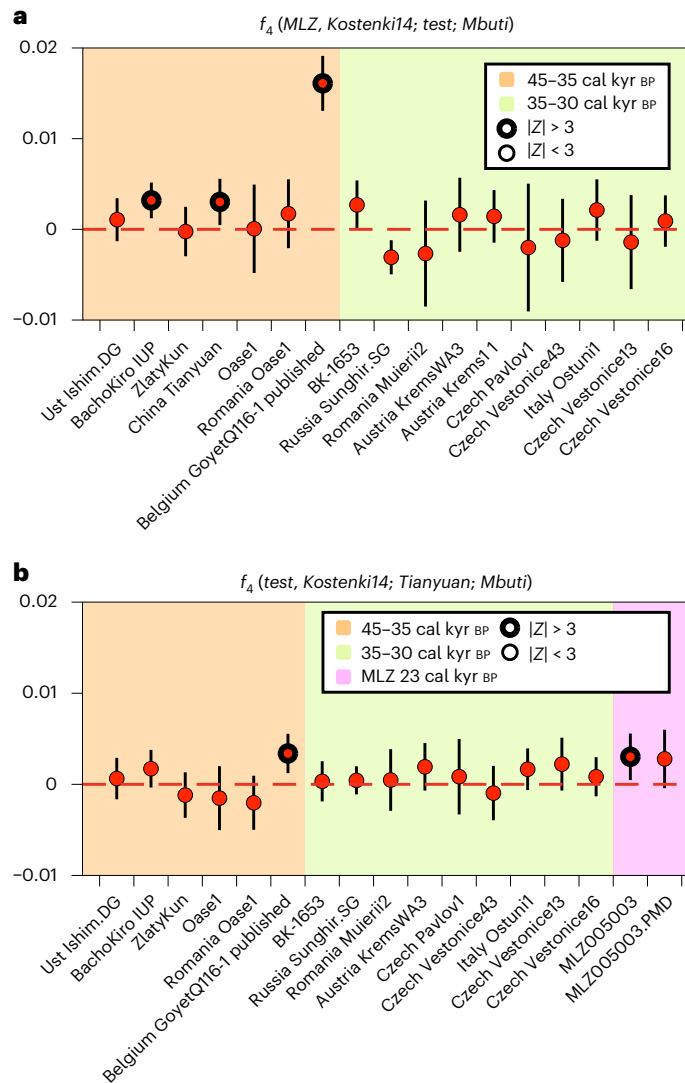 a
f4 (MLZ, Kostenki14; test; Mbuti)
0.02
0.01
0
–0.01
45–35 cal kyr BP
35–30 cal kyr BP
|Z| > 3
|Z| < 3
Ust Ishim.DG
BachoKiro IUP
ZlatyKun
China Tianyuan
Oase1
Romania Oase1
Belgium GoyetQ116-1 published
BK-1653
Russia Sunghir.SG
Romania Muierii2
Austria KremsWA3
Austria Krems11
Czech Pavlov1
Czech Vestonice43
Italy Ostuni1
Czech Vestonice13
Czech Vestonice16
b
f4 (test, Kostenki14; Tianyuan; Mbuti)
0.02
0.01
0
–0.01
45–35 cal kyr BP
|Z| > 3
35–30 cal kyr BP
|Z| < 3
MLZ 23 cal kyr BP
Ust Ishim.DG
BachoKiro IUP
ZlatyKun
Oase1
Romania Oase1
Belgium GoyetQ116-1 published
BK-1653
Russia Sunghir.SG
Romania Muierii2
Austria KremsWA3
Czech Pavlov1
Czech Vestonice43
Italy Ostuni1
Czech Vestonice13
Czech Vestonice16
MLZ005003
MLZ005003.PMD